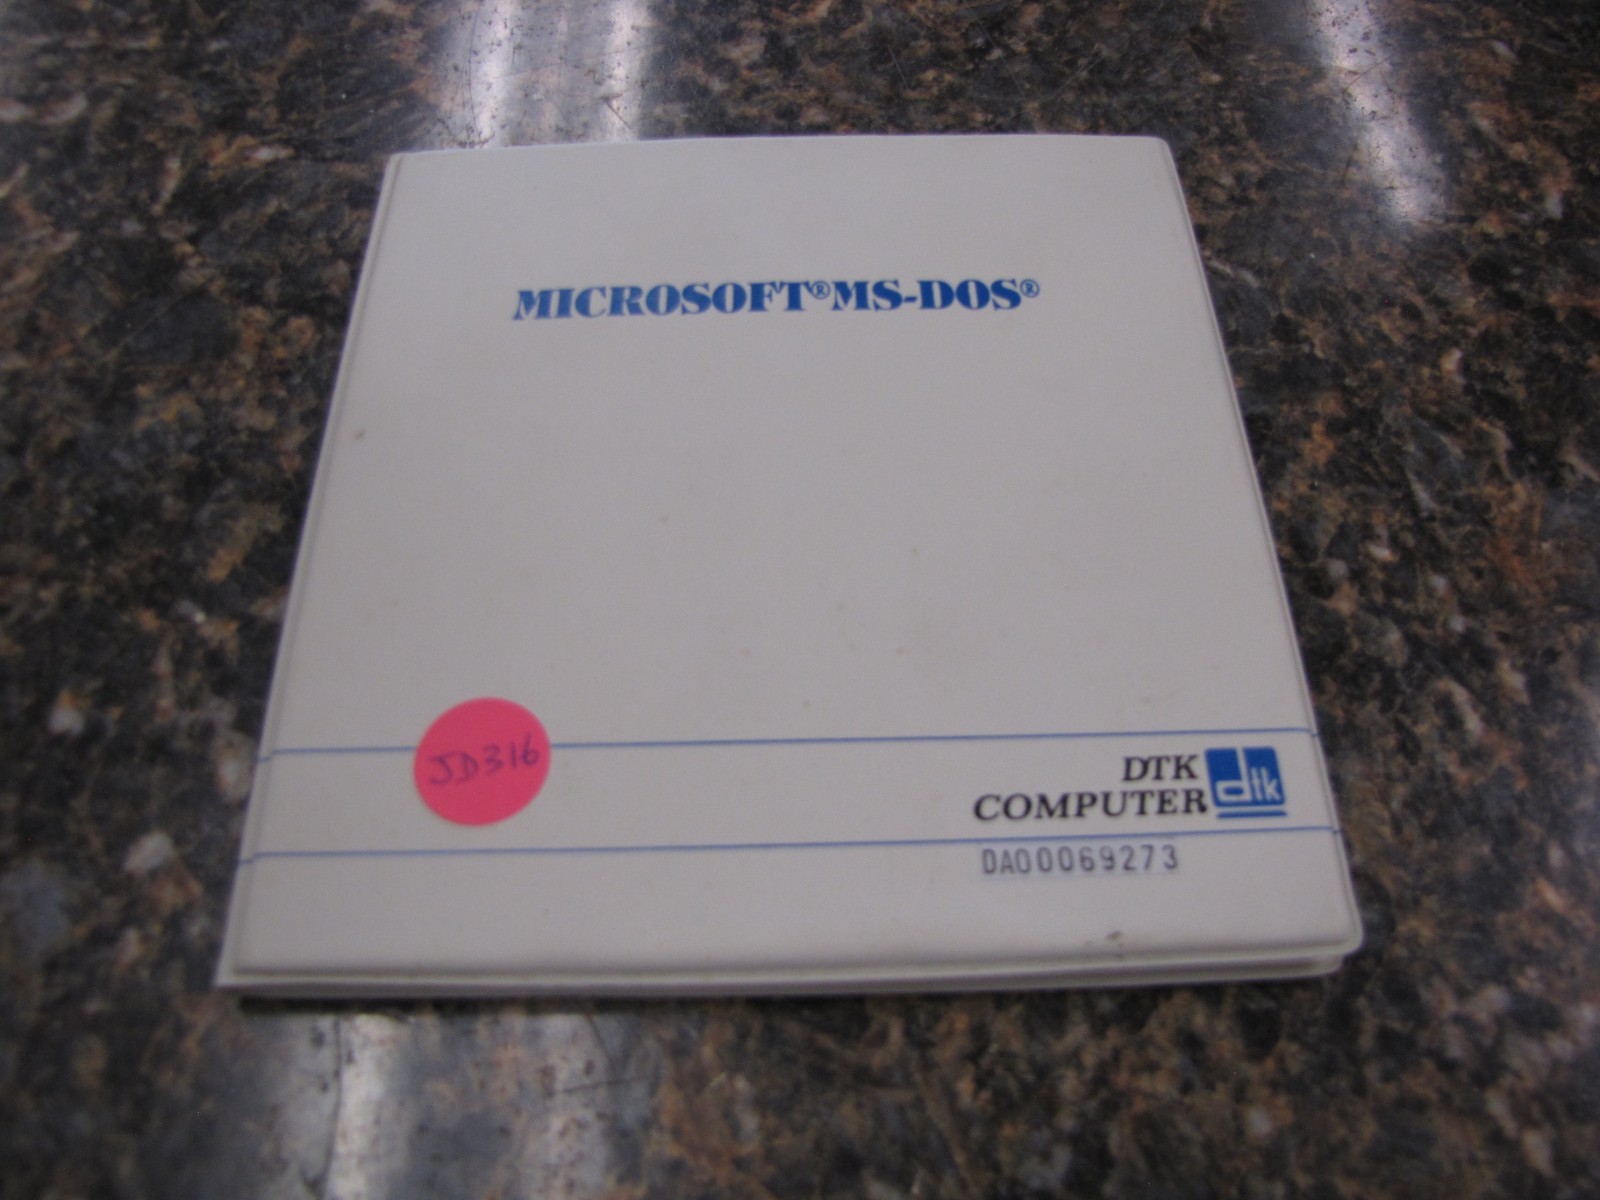 MICROSOFT®MS-DOS®
JD316
DTK
COMPUTER
dtk
DA00069273